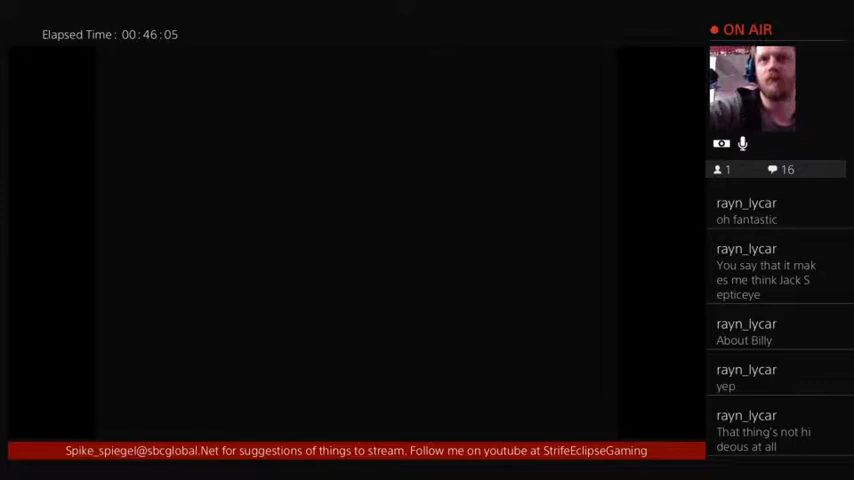 Elapsed Time: 00:46:05
ON AIR
1
16
rayn_lycar
oh fantastic
rayn_lycar
You say that it mak
es me think Jack S
epticeye
rayn_lycar
About Billy
rayn_lycar
yep
rayn_lycar
That thing's not hi
deous at all
Spike_spiegel@sbcglobal.Net for suggestions of things to stream. Follow me on youtube at StrifeEclipseGaming